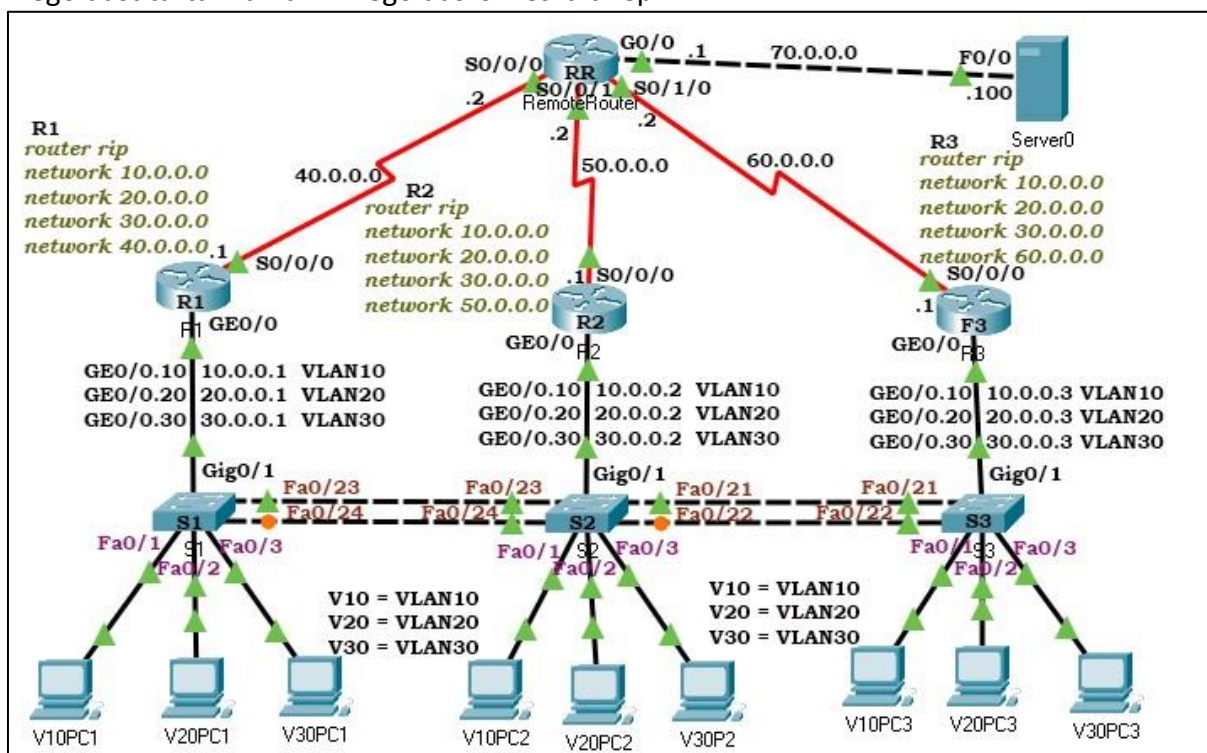 G0/0 .1 70.0.0.0 F0/0
S0/0/0 RR S0/0/1 S0/1/0
.2 RemoteRouter .100
.2 .2
Server0
R1
router rip
network 10.0.0.0
network 20.0.0.0
network 30.0.0.0
network 40.0.0.0
40.0.0.0
50.0.0.0
60.0.0.0
R2
router rip
network 10.0.0.0
network 20.0.0.0
network 30.0.0.0
network 50.0.0.0
R3
router rip
network 10.0.0.0
network 20.0.0.0
network 30.0.0.0
network 60.0.0.0
.1 S0/0/0
R1
GE0/0
.1 S0/0/0
R2
GE0/0
S0/0/0
.1
F3
GE0/0
R3
GE0/0.10 10.0.0.1 VLAN10
GE0/0.20 20.0.0.1 VLAN20
GE0/0.30 30.0.0.1 VLAN30
GE0/0.10 10.0.0.2 VLAN10
GE0/0.20 20.0.0.2 VLAN20
GE0/0.30 30.0.0.2 VLAN30
GE0/0.10 10.0.0.3 VLAN10
GE0/0.20 20.0.0.3 VLAN20
GE0/0.30 30.0.0.3 VLAN30
Gig0/1
Gig0/1
Gig0/1
Fa0/23 Fa0/23 Fa0/21 Fa0/21
Fa0/24 Fa0/24 Fa0/22 Fa0/22
S1 S2 S3
Fa0/1 S1 Fa0/3
Fa0/2
Fa0/1 S2 Fa0/3
Fa0/2
Fa0/1 S3 Fa0/3
Fa0/2
V10 = VLAN10
V20 = VLAN20
V30 = VLAN30
V10 = VLAN10
V20 = VLAN20
V30 = VLAN30
V10PC1 V20PC1 V30PC1
V10PC2 V20PC2 V30P2
V10PC3 V20PC3 V30PC3